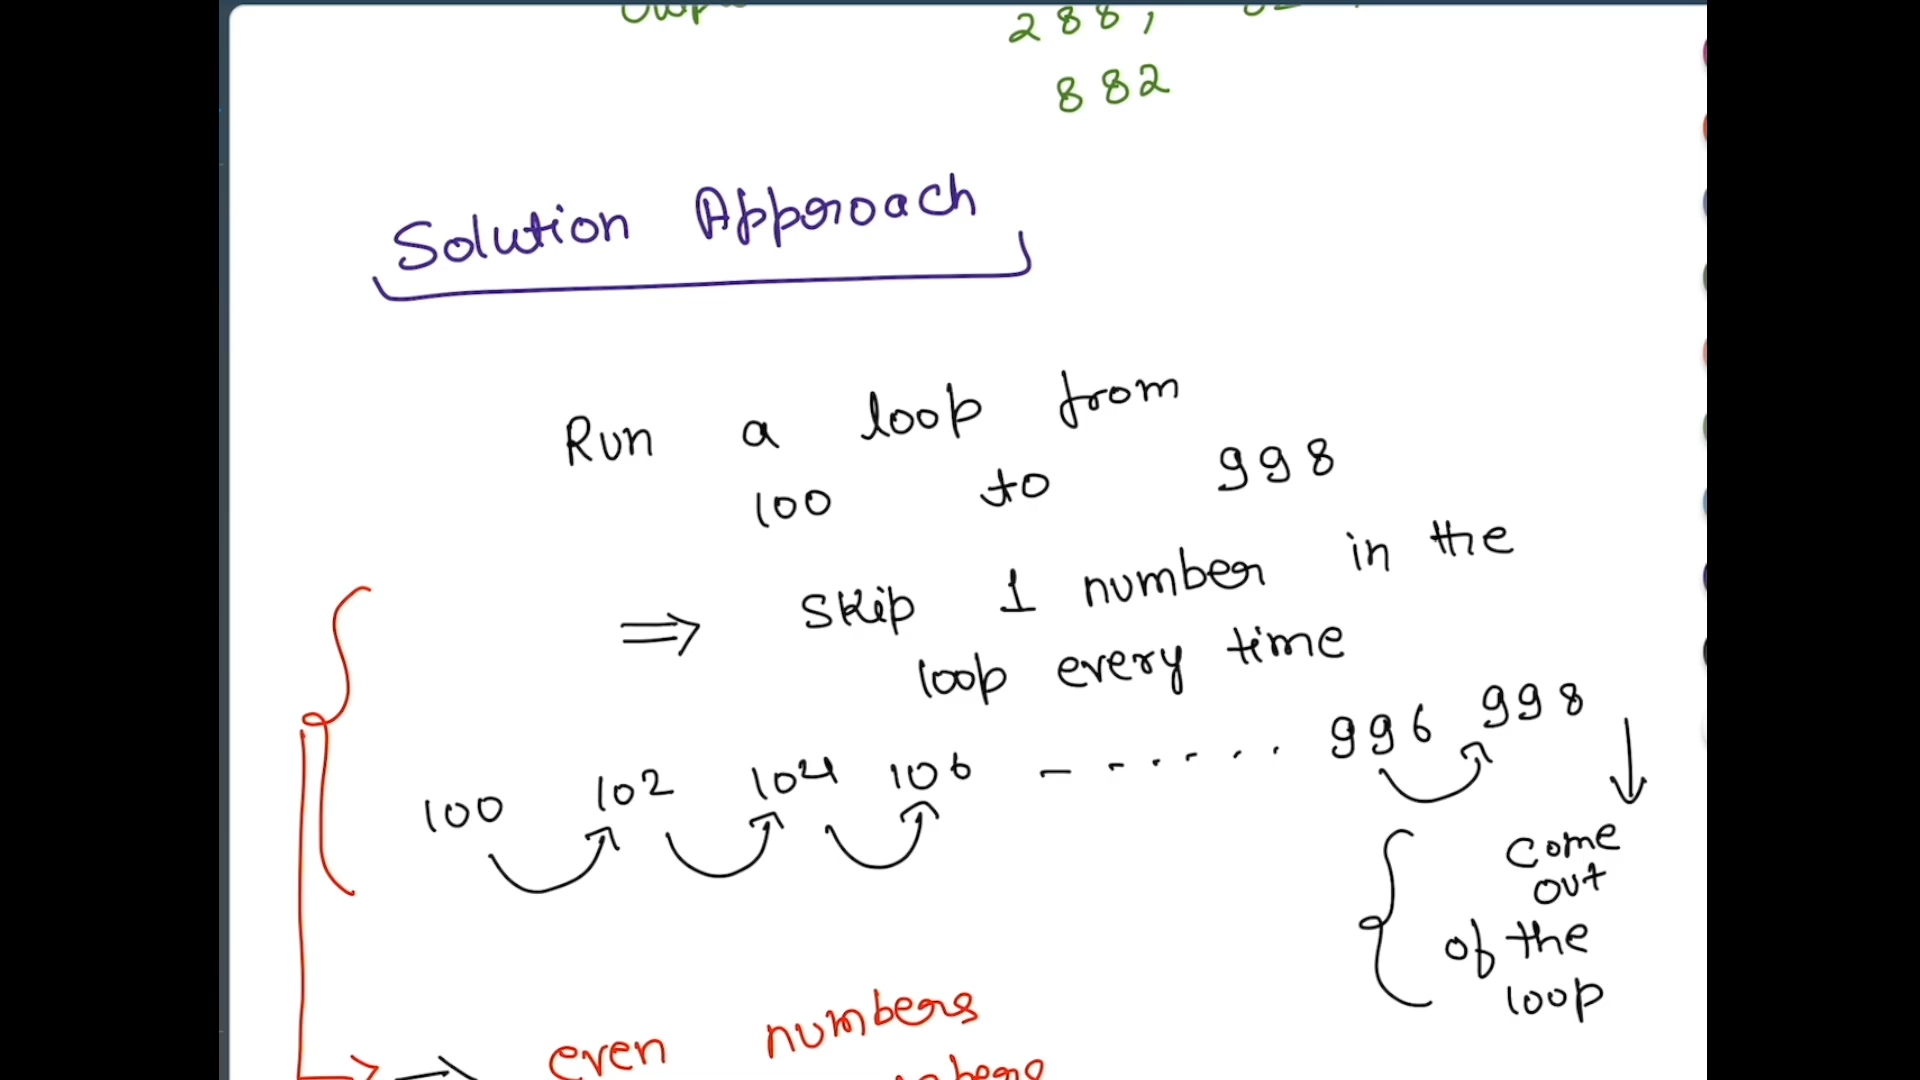 288,
882
Solution Approach
Run a loop from
100 to 998
⇒ Skip 1 number in the
loop every time
100 102 104 106 - - . . . . . 996 998
come
out
of the
loop
even numbers